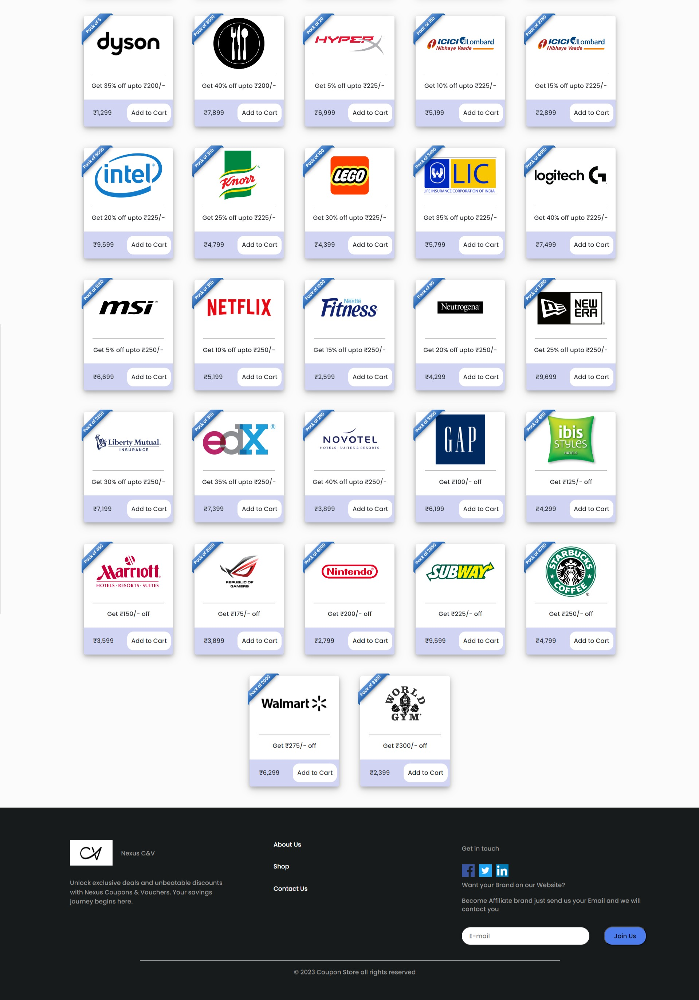 Pack of 5
dyson
Get 35% off upto ₹200/-
₹1,299
Add to Cart
Pack of 3500
Get 40% off upto ₹200/-
₹7,899
Add to Cart
Pack of 20
HYPERX
Get 5% off upto ₹225/-
₹6,999
Add to Cart
Pack of 150
ICICI Lombard
Nibhaye Vaade
Get 10% off upto ₹225/-
₹5,199
Add to Cart
Pack of 2750
ICICI Lombard
Nibhaye Vaade
Get 15% off upto ₹225/-
₹2,899
Add to Cart
Pack of 5000
intel®
Get 20% off upto ₹225/-
₹9,599
Add to Cart
Pack of 300
Knorr®
Get 25% off upto ₹225/-
₹4,799
Add to Cart
Pack of 100
LEGO
Get 30% off upto ₹225/-
₹4,399
Add to Cart
Pack of 3450
LIC
LIFE INSURANCE CORPORATION OF INDIA
Get 35% off upto ₹225/-
₹5,799
Add to Cart
Pack of 4650
logitech G
Get 40% off upto ₹225/-
₹7,499
Add to Cart
Pack of 1650
msi®
Get 5% off upto ₹250/-
₹6,699
Add to Cart
Pack of 350
NETFLIX
Get 10% off upto ₹250/-
₹5,199
Add to Cart
Pack of 1200
Nestlé
Fitness
Get 15% off upto ₹250/-
₹2,599
Add to Cart
Pack of 50
Neutrogena
Get 20% off upto ₹250/-
₹4,299
Add to Cart
Pack of 3250
NEW
ERA®
Get 25% off upto ₹250/-
₹9,699
Add to Cart
Pack of 2250
Liberty Mutual.
INSURANCE
Get 30% off upto ₹250/-
₹7,199
Add to Cart
Pack of 300
edX®
Get 35% off upto ₹250/-
₹7,399
Add to Cart
Pack of 250
NOVOTEL
HOTELS, SUITES & RESORTS
Get 40% off upto ₹250/-
₹3,899
Add to Cart
Pack of 3300
GAP
Get ₹100/- off
₹6,199
Add to Cart
Pack of 450
ibis
STYLES
HOTELS
Get ₹125/- off
₹4,299
Add to Cart
Pack of 450
Marriott®
HOTELS · RESORTS · SUITES
Get ₹150/- off
₹3,599
Add to Cart
Pack of 2900
REPUBLIC OF
GAMERS
Get ₹175/- off
₹3,899
Add to Cart
Pack of 4000
Nintendo®
Get ₹200/- off
₹2,799
Add to Cart
Pack of 2850
SUBWAY
Get ₹225/- off
₹9,599
Add to Cart
Pack of 4750
STARBUCKS
COFFEE®
Get ₹250/- off
₹4,799
Add to Cart
Pack of 2000
Walmart
Get ₹275/- off
₹6,299
Add to Cart
Pack of 3300
WORLD
GYM®
Get ₹300/- off
₹2,399
Add to Cart
CV
Nexus C&V
Unlock exclusive deals and unbeatable discounts
with Nexus Coupons & Vouchers. Your savings
journey begins here.
About Us
Shop
Contact Us
Get in touch
f
in
Want your Brand on our Website?
Become Affiliate brand just send us your Email and we will
contact you
E-mail
Join Us
© 2023 Coupon Store all rights reserved